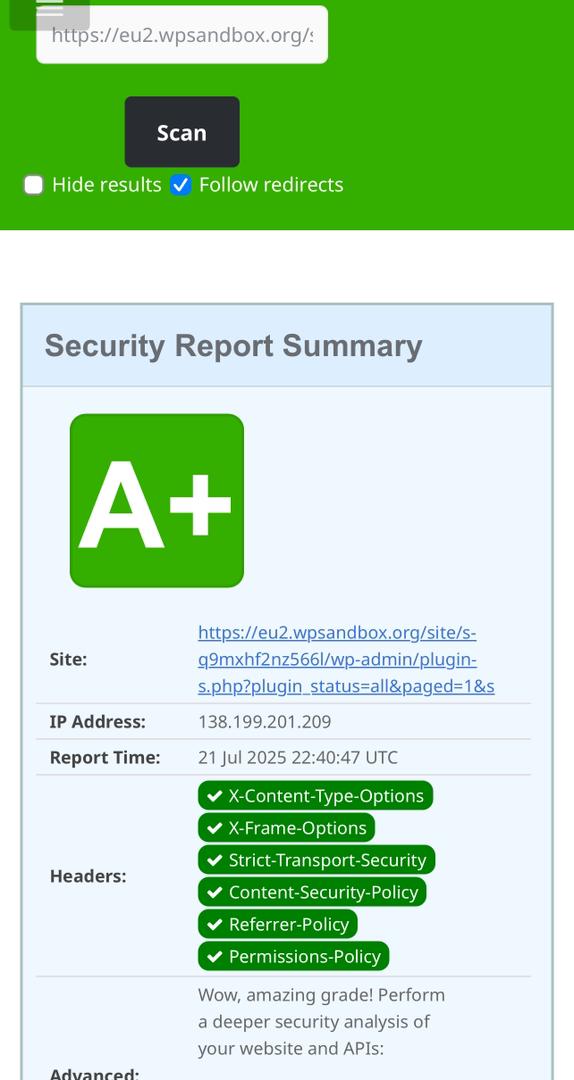 https://eu2.wpsandbox.org/s
Scan
Hide results Follow redirects
Security Report Summary
A+
Site:
https://eu2.wpsandbox.org/site/s-
q9mxhf2nz566l/wp-admin/plugin-
s.php?plugin_status=all&paged=1&s
IP Address: 138.199.201.209
Report Time: 21 Jul 2025 22:40:47 UTC
Headers:
X-Content-Type-Options
X-Frame-Options
Strict-Transport-Security
Content-Security-Policy
Referrer-Policy
Permissions-Policy
Advanced:
Wow, amazing grade! Perform
a deeper security analysis of
your website and APIs: